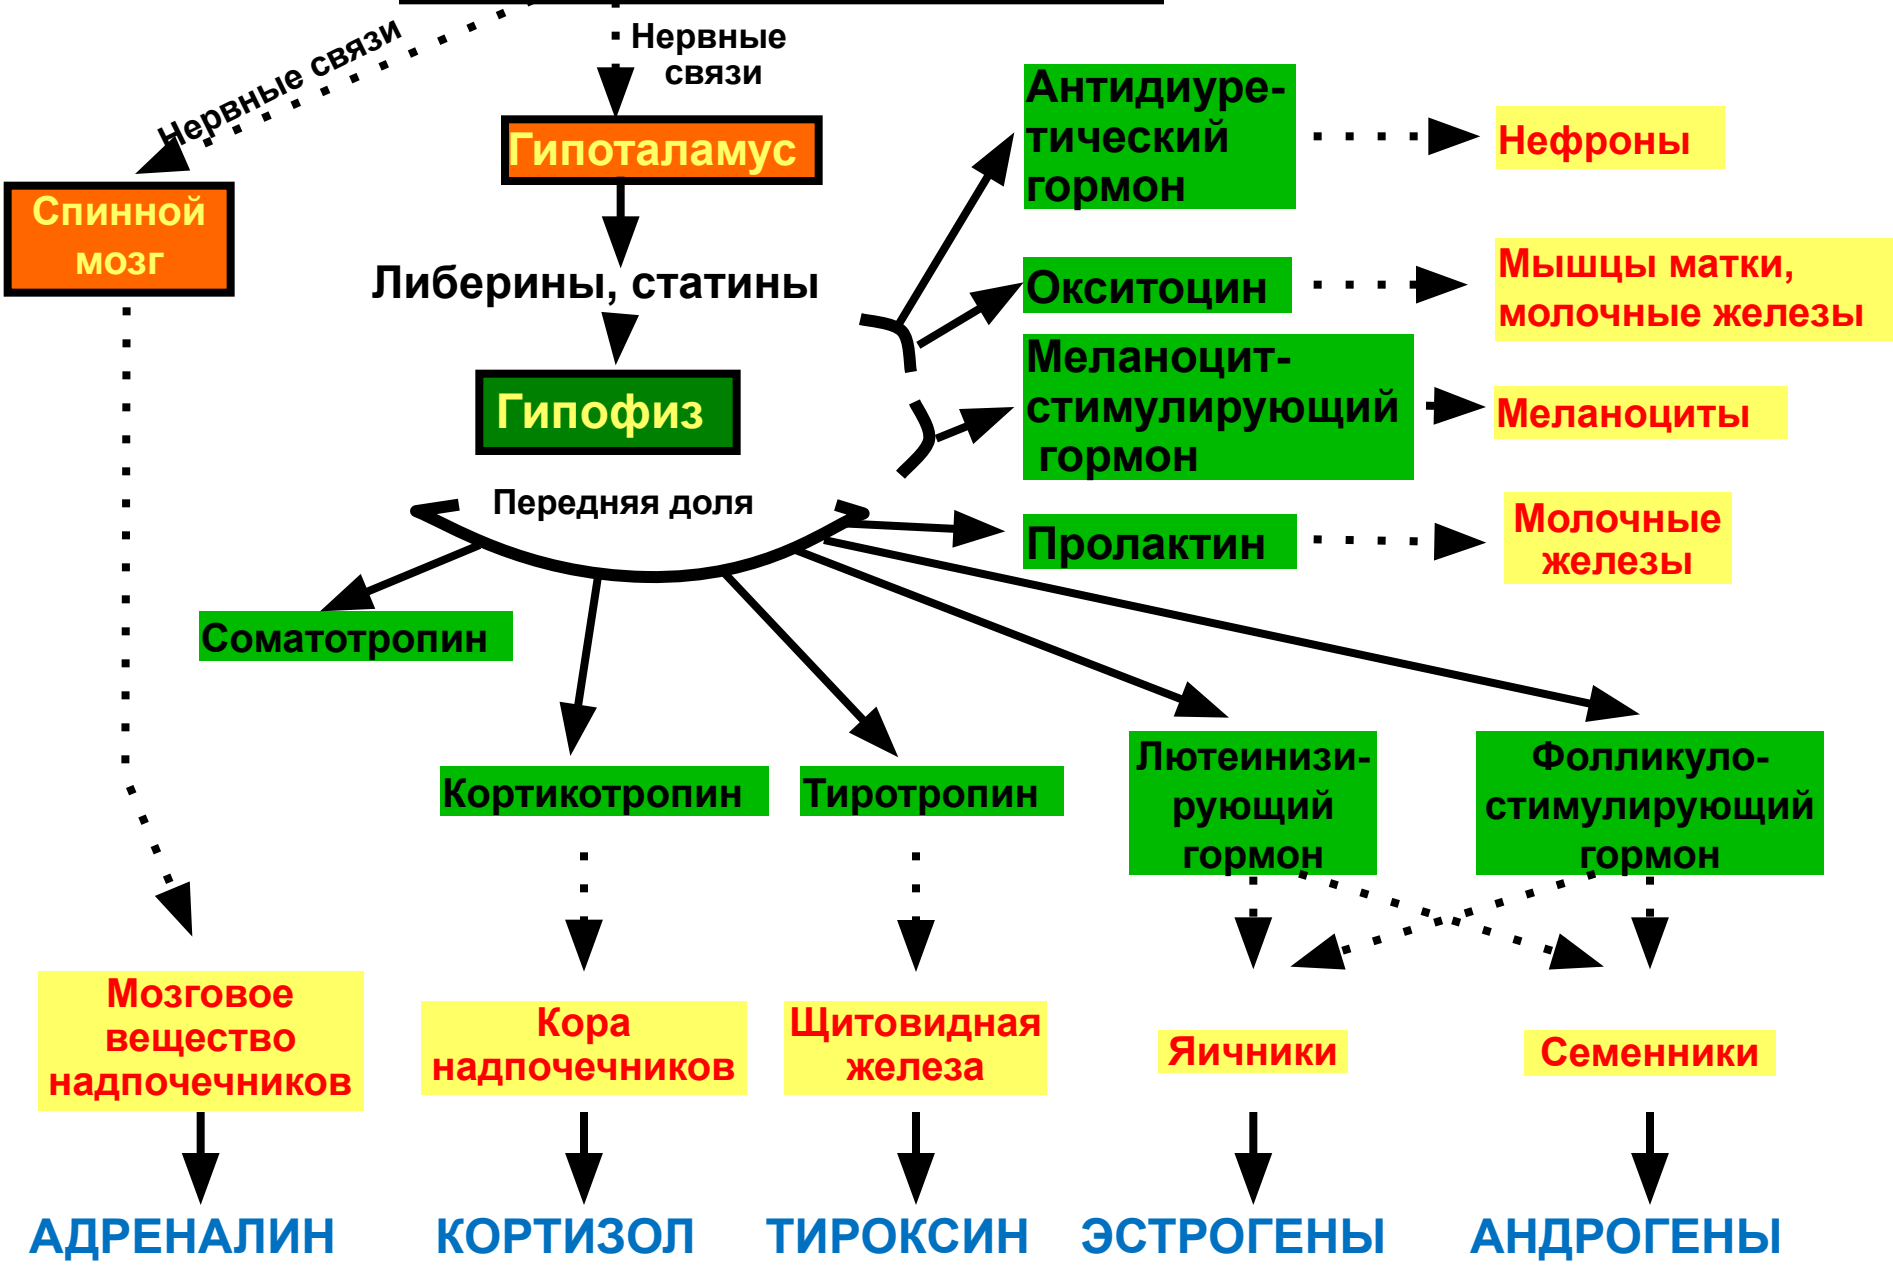 Нервные связи
Нервные
связи
Гипоталамус
Спинной
мозг
Либерины, статины
Гипофиз
Передняя доля
Антидиуре-
тический
гормон
Нефроны
Окситоцин
Мышцы матки,
молочные железы
Меланоцит-
стимулирующий
гормон
Меланоциты
Пролактин
Молочные
железы
Соматотропин
Кортикотропин
Тиротропин
Лютеинизи-
рующий
гормон
Фолликуло-
стимулирующий
гормон
Мозговое
вещество
надпочечников
Кора
надпочечников
Щитовидная
железа
Яичники
Семенники
АДРЕНАЛИН
КОРТИЗОЛ
ТИРОКСИН
ЭСТРОГЕНЫ
АНДРОГЕНЫ